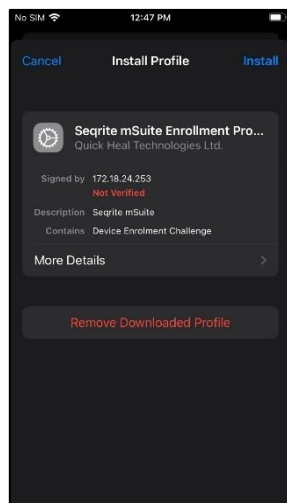 No SIM 12:47 PM
Cancel Install Profile Install
Seqrite mSuite Enrollment Pro...
Quick Heal Technologies Ltd.
Signed by 172.18.24.253
Not Verified
Description Seqrite mSuite
Contains Device Enrolment Challenge
More Details
Remove Downloaded Profile